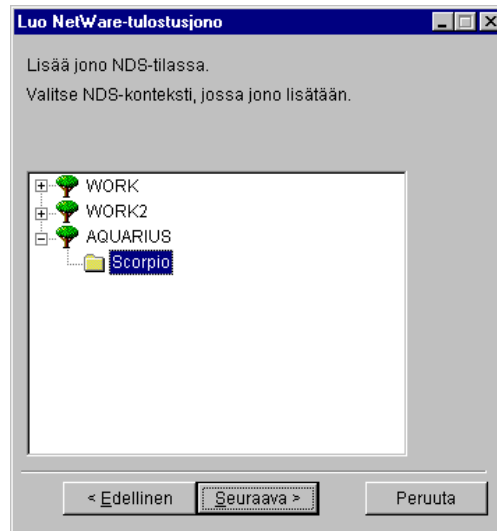 Luo NetWare-tulostusjono
Lisää jono NDS-tilassa.
Valitse NDS-konteksti, jossa jono lisätään.
WORK
WORK2
AQUARIUS
Scorpio
< Edellinen Seuraava > Peruuta